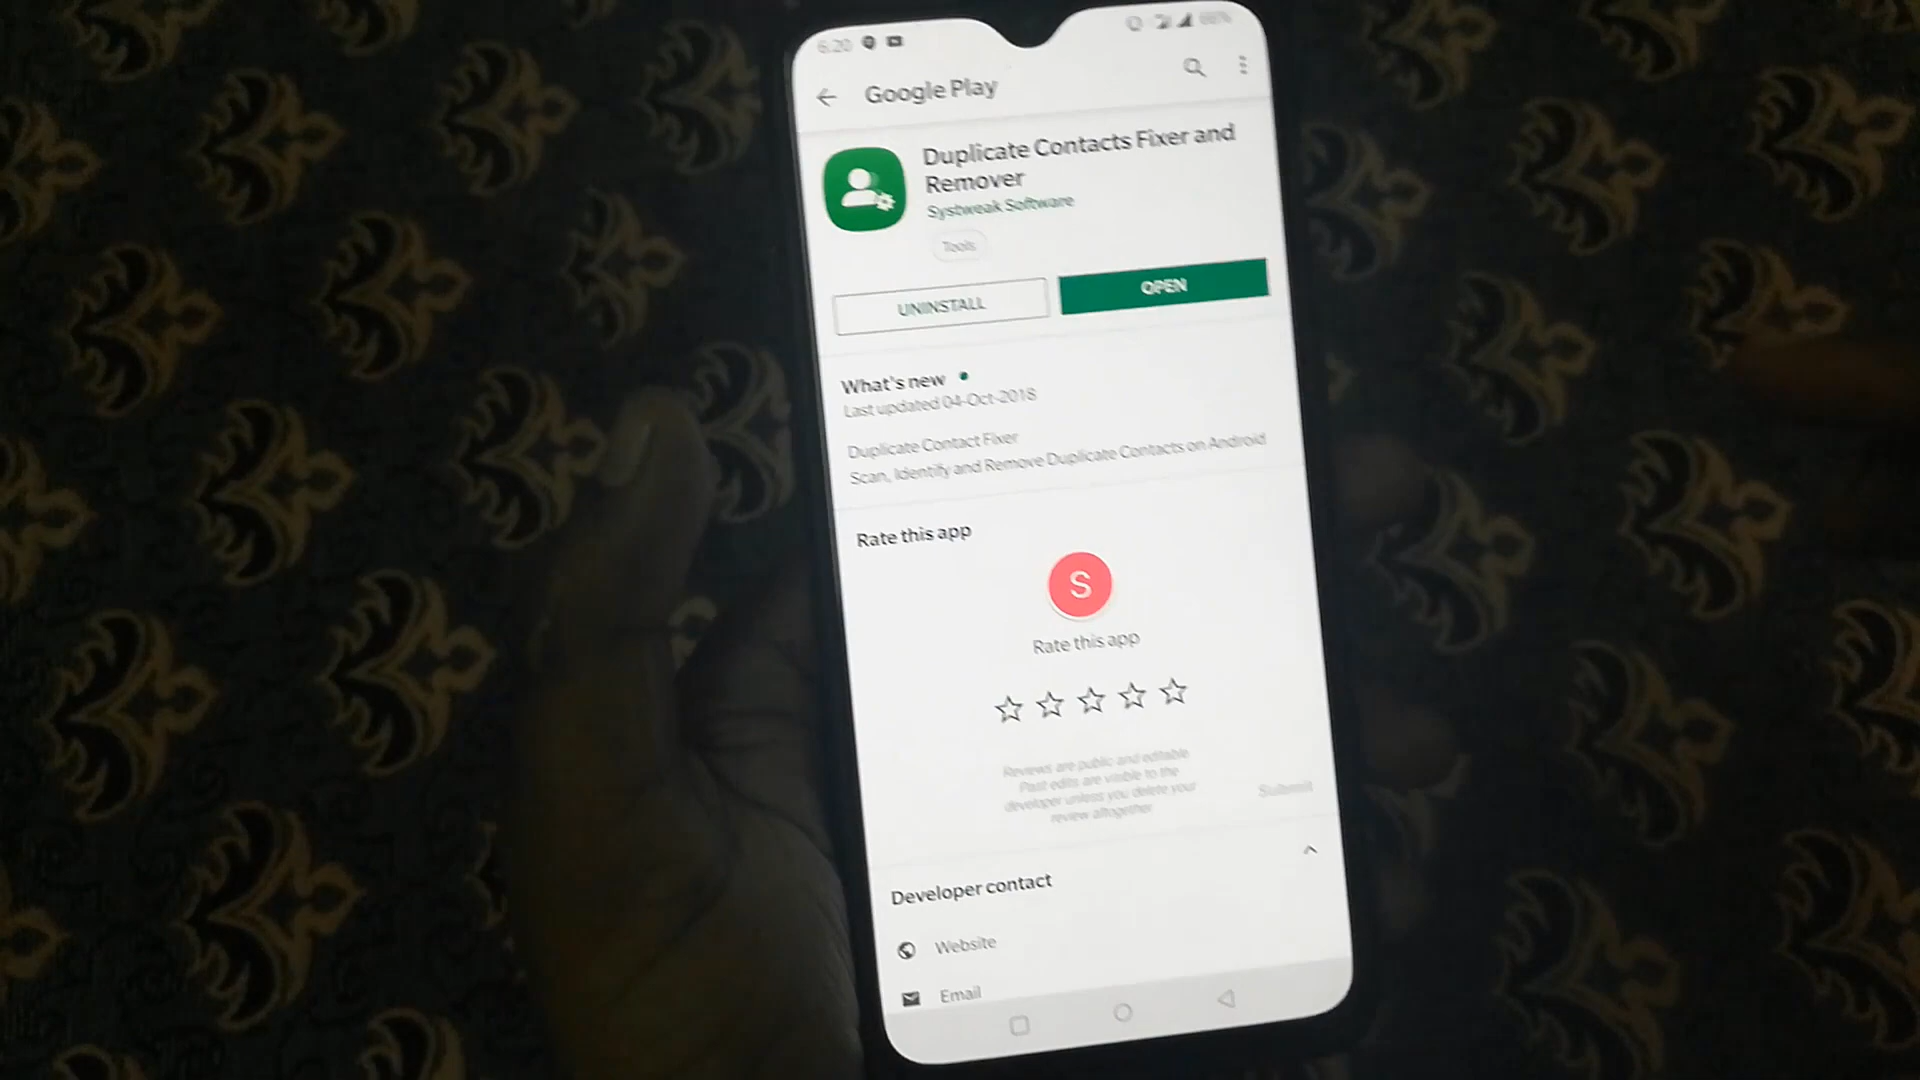 6:20
66%
Google Play
Duplicate Contacts Fixer and
Remover
Systweak Software
Tools
UNINSTALL
OPEN
What's new
Last updated 04-Oct-2018
Duplicate Contact Fixer
Scan, Identify and Remove Duplicate Contacts on Android
Rate this app
S
Rate this app
Reviews are public and editable
Past edits are visible to the
developer unless you delete your
review altogether
Submit
Developer contact
Website
Email